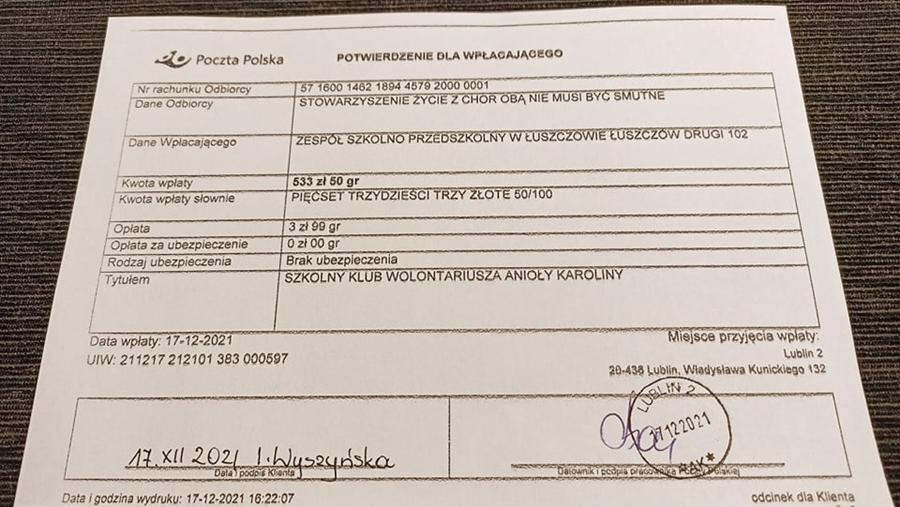 Poczta Polska
POTWIERDZENIE DLA WPŁACAJĄCEGO
Nr rachunku Odbiorcy 57 1600 1462 1894 4579 2000 0001
Dane Odbiorcy STOWARZYSZENIE ŻYCIE Z CHOR OBĄ NIE MUSI BYĆ SMUTNE
Dane Wpłacającego ZESPÓŁ SZKOLNO PRZEDSZKOLNY W ŁUSZCZOWIE ŁUSZCZÓW DRUGI 102
Kwota wpłaty 533 zł 50 gr
Kwota wpłaty słownie PIĘCSET TRZYDZIEŚCI TRZY ZŁOTE 50/100
Opłata 3 zł 99 gr
Opłata za ubezpieczenie 0 zł 00 gr
Rodzaj ubezpieczenia Brak ubezpieczenia
Tytułem SZKOLNY KLUB WOLONTARIUSZA ANIOŁY KAROLINY
Data wpłaty: 17-12-2021
UIW: 211217 212101 383 000597
Miejsce przyjęcia wpłaty:
Lublin 2
20-438 Lublin, Władysława Kunickiego 132
17.XII 2021 I.Wyszyńska
Data i podpis Klienta
LUBLIN 2
17122021
Datownik i podpis pracownika Poczty Polskiej
Data i godzina wydruku: 17-12-2021 16:22:07
odcinek dla Klienta